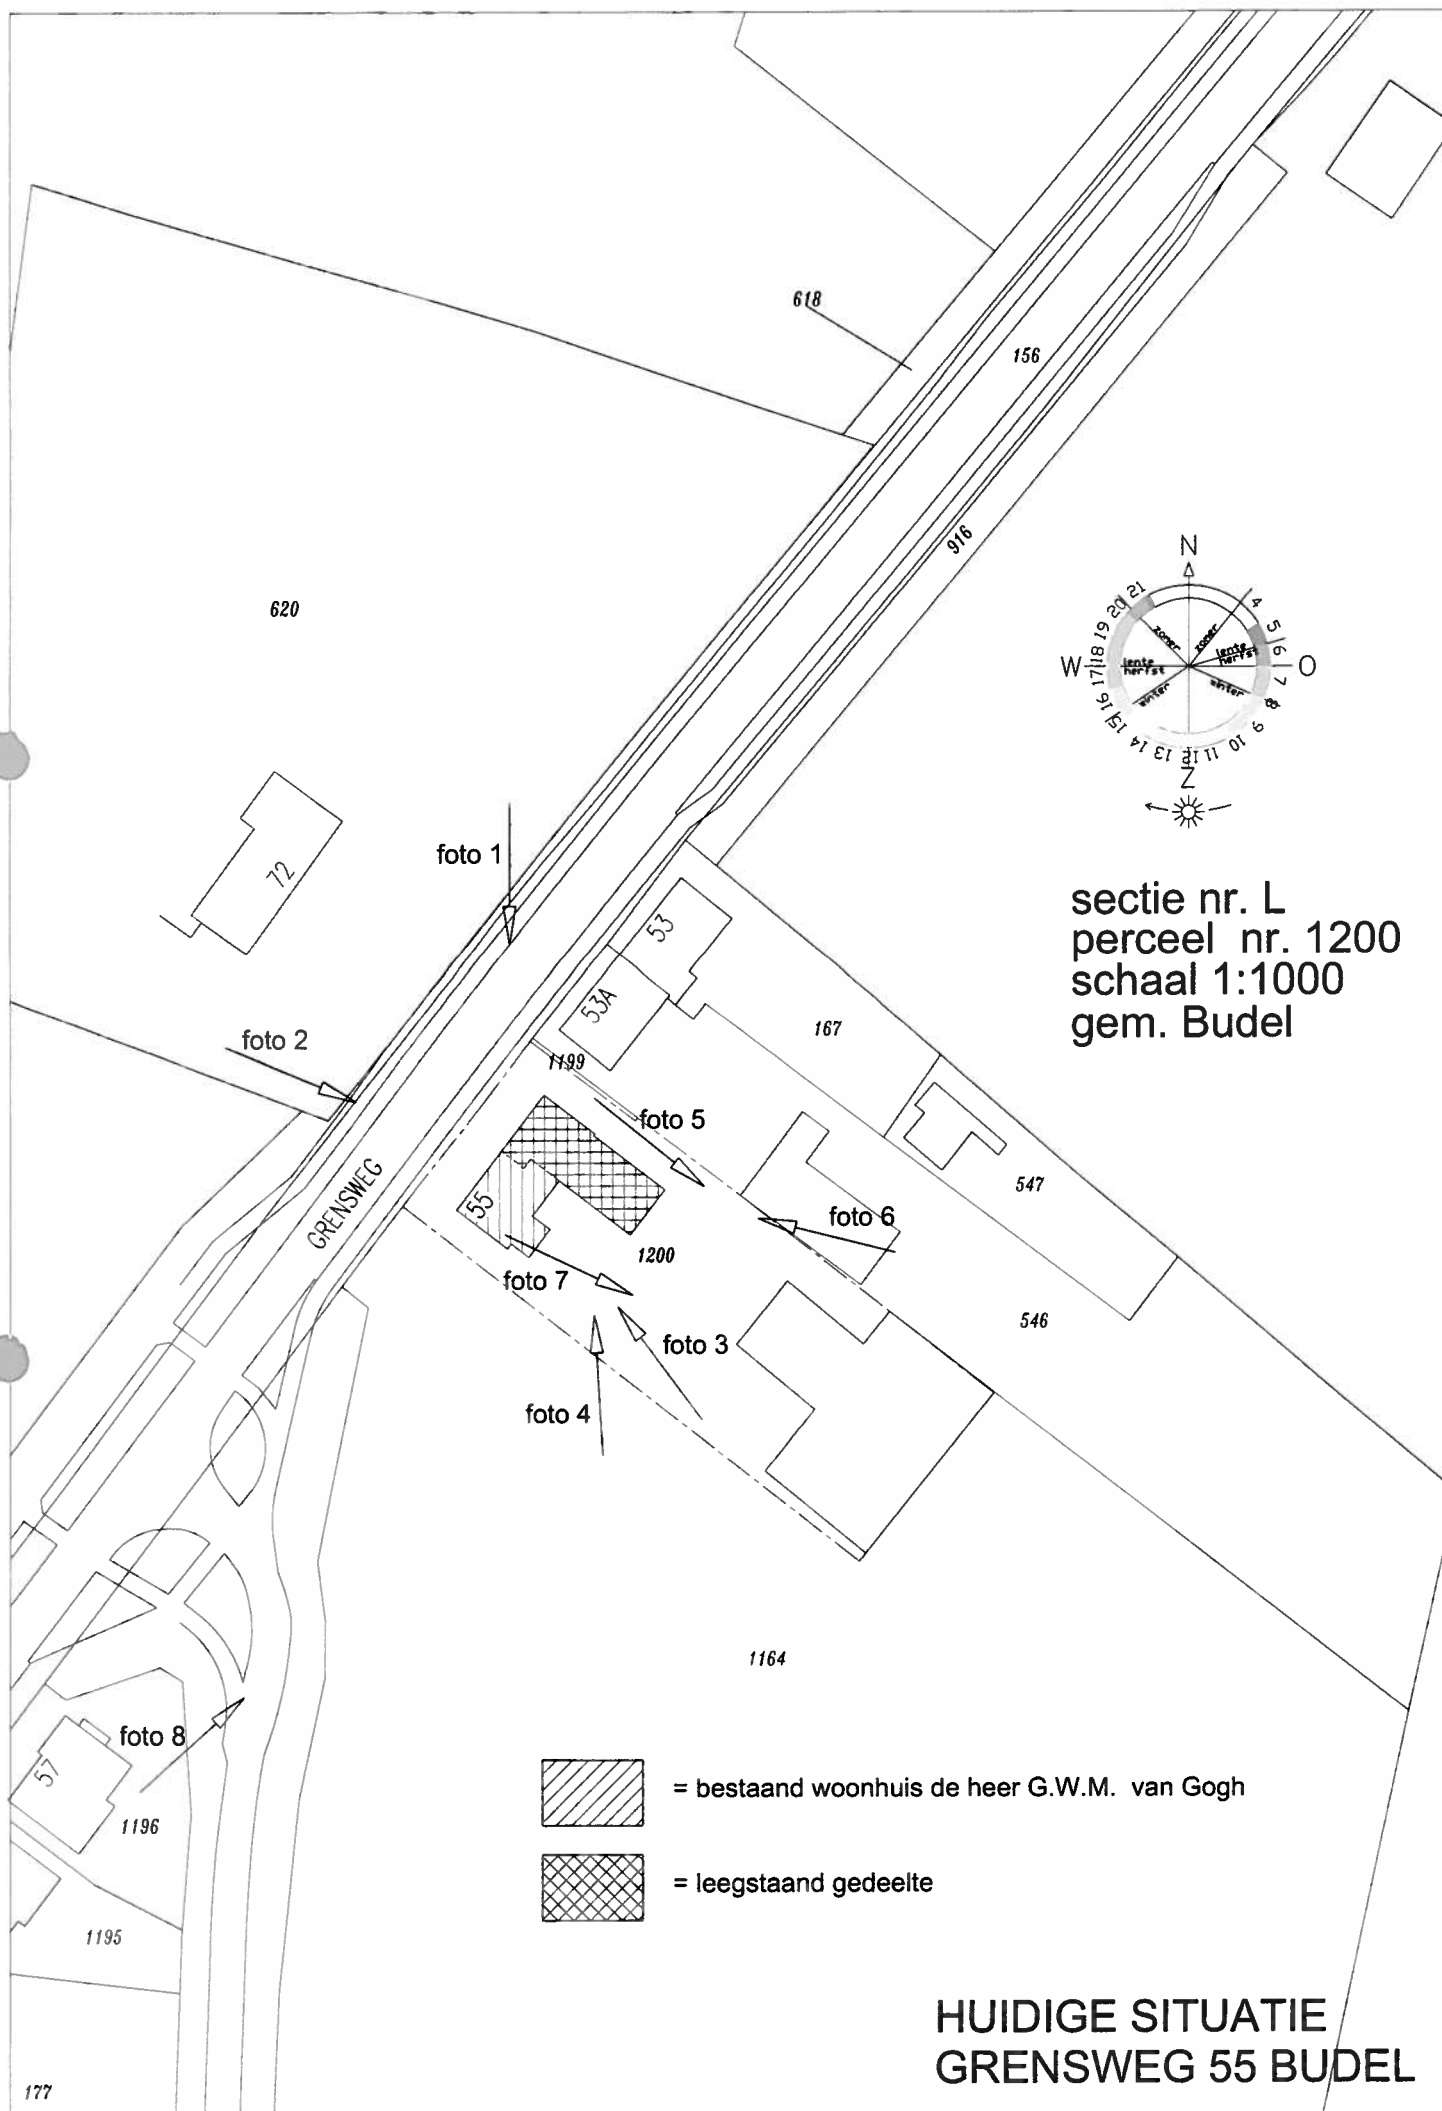 618
156
916
620
N
21
20
19
18
17
16
15
14
13
12
11
10
9
8
7
6
5
4
W
O
Z
zomer
zomer
lente
herfst
lente
herfst
winter
winter
72
foto 1
sectie nr. L
perceel nr. 1200
schaal 1:1000
gem. Budel
53
53A
167
foto 2
1199
foto 5
GRENSWEG
55
547
foto 6
1200
foto 7
546
foto 3
foto 4
1164
foto 8
57
= bestaand woonhuis de heer G.W.M. van Gogh
1196
= leegstaand gedeelte
1195
HUIDIGE SITUATIE
GRENSWEG 55 BUDEL
177